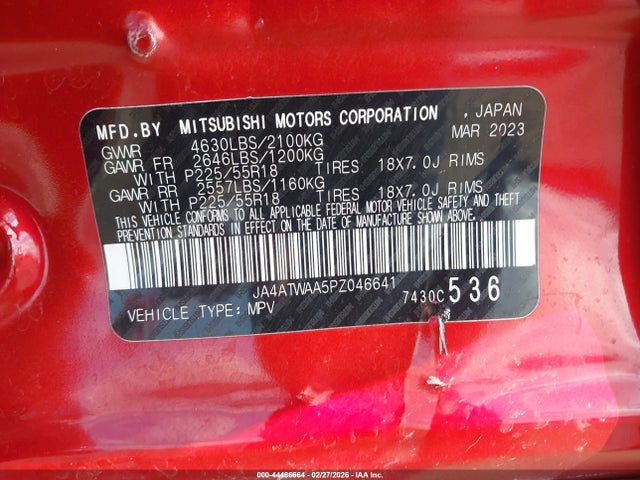 MFD.BY MITSUBISHI MOTORS CORPORATION , JAPAN
GVWR 4630LBS/2100KG MAR 2023
GAWR FR 2646LBS/1200KG
WITH P225/55R18 TIRES 18X7.0J RIMS
GAWR RR 2557LBS/1160KG
WITH P225/55R18 TIRES 18X7.0J RIMS
THIS VEHICLE CONFORMS TO ALL APPLICABLE FEDERAL MOTOR VEHICLE SAFETY AND THEFT
PREVENTION STANDARDS IN EFFECT ON THE DATE OF MANUFACTURE SHOWN ABOVE.
JA4ATWAA5PZ046641
VEHICLE TYPE: MPV 7430C 536
000-44485664 - 02/27/2026 - IAA Inc.